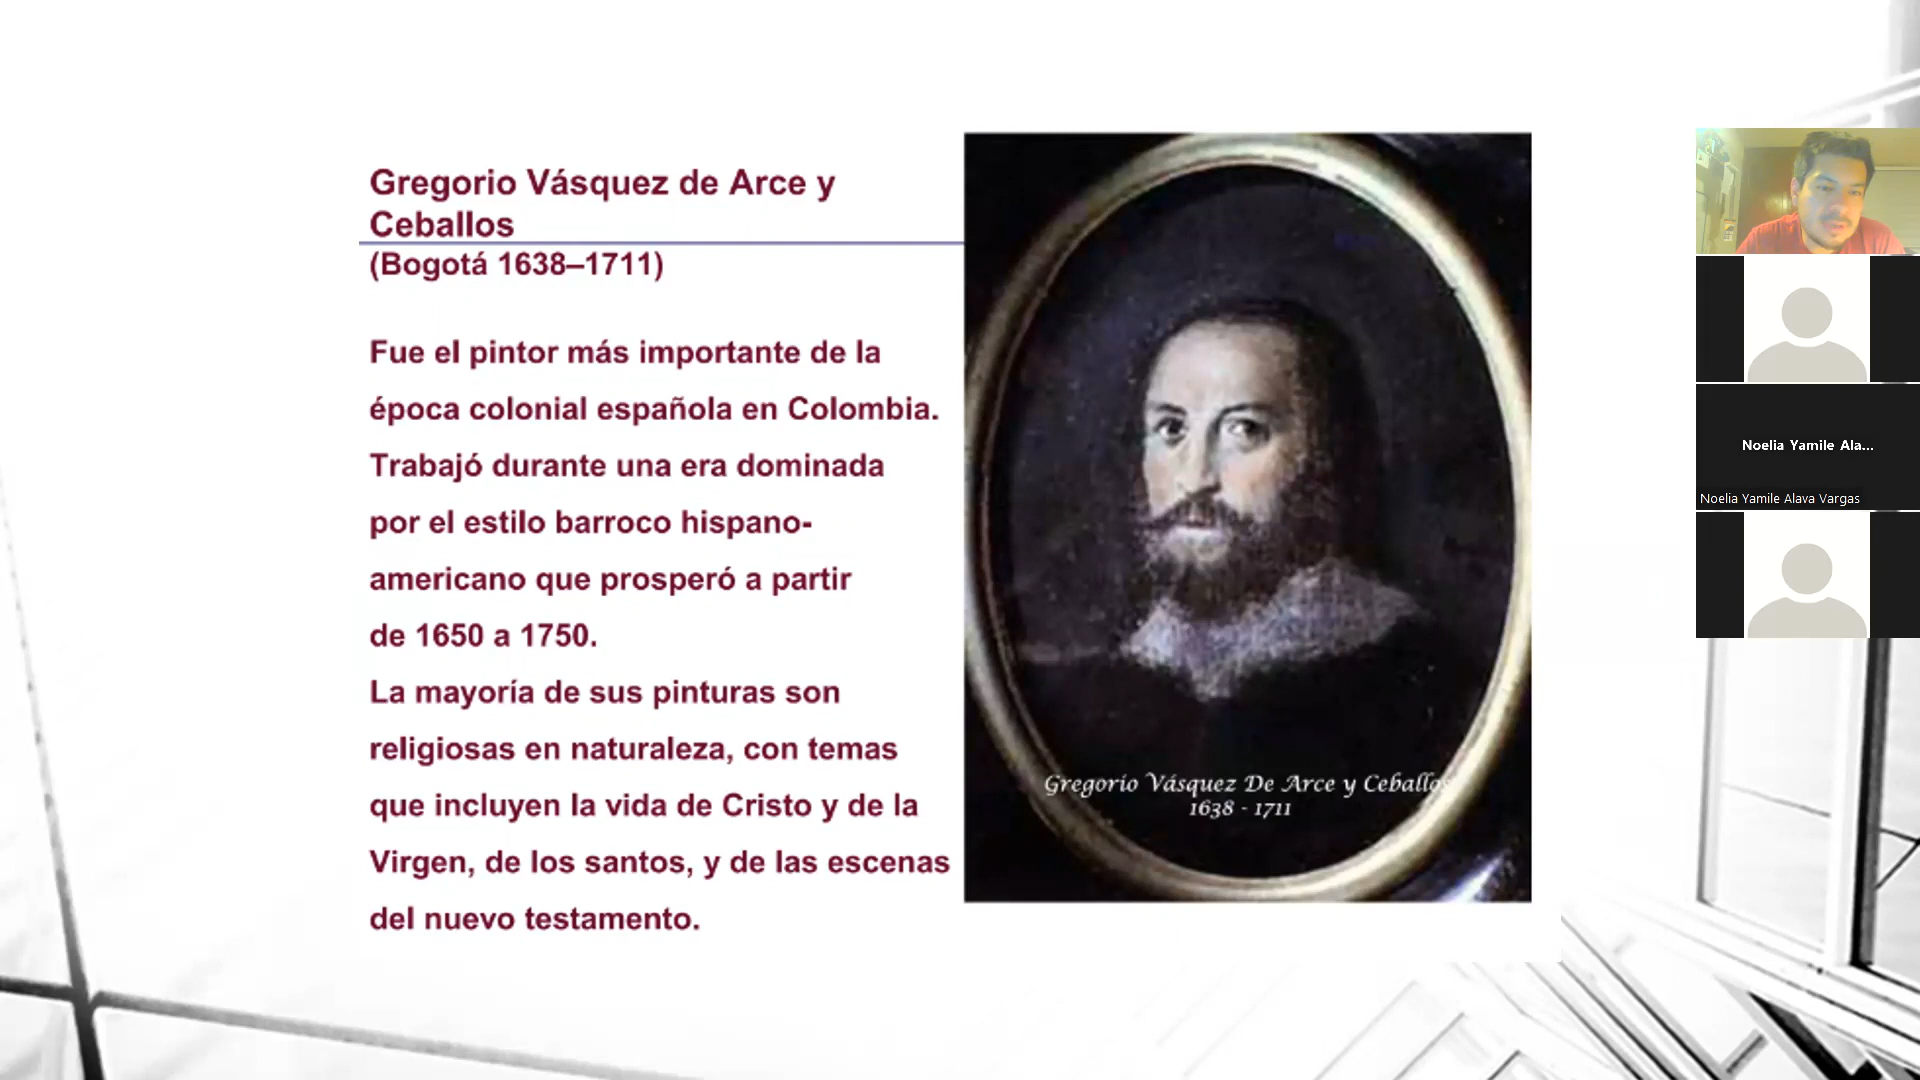 Gregorio Vásquez de Arce y
Ceballos
(Bogotá 1638–1711)
Fue el pintor más importante de la
época colonial española en Colombia.
Trabajó durante una era dominada
por el estilo barroco hispano-
americano que prosperó a partir
de 1650 a 1750.
La mayoría de sus pinturas son
religiosas en naturaleza, con temas
que incluyen la vida de Cristo y de la
Virgen, de los santos, y de las escenas
del nuevo testamento.
Gregorio Vásquez De Arce y Ceballos
1638 - 1711
Noelia Yamile Ala...
Noelia Yamile Alava Vargas